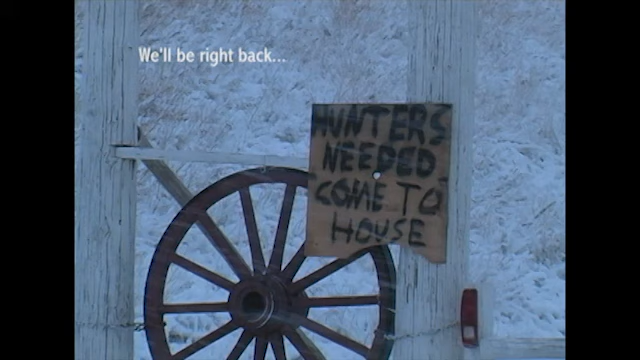 We'll be right back...
HUNTERS
NEEDED
COME TO
HOUSE